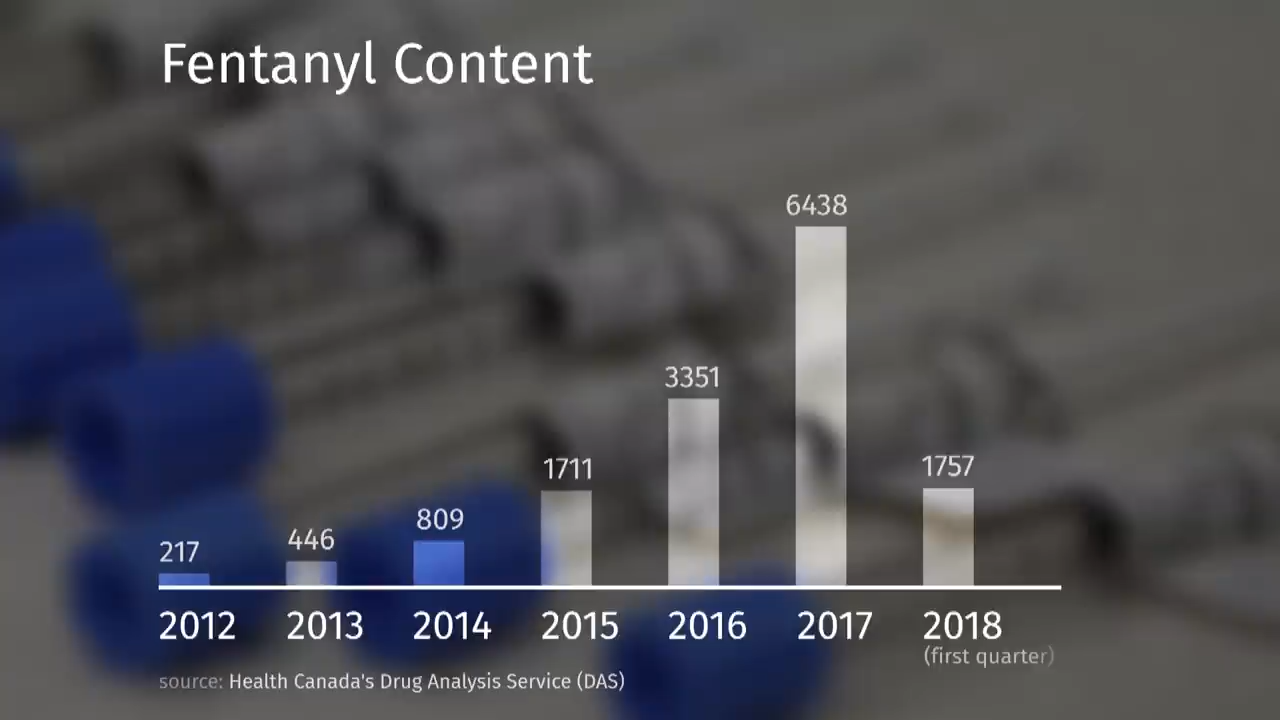 Fentanyl Content
6438
3351
1757
1711
809
446
217
2012 2013 2014 2015 2016 2017 2018
(first quarter)
source: Health Canada's Drug Analysis Service (DAS)